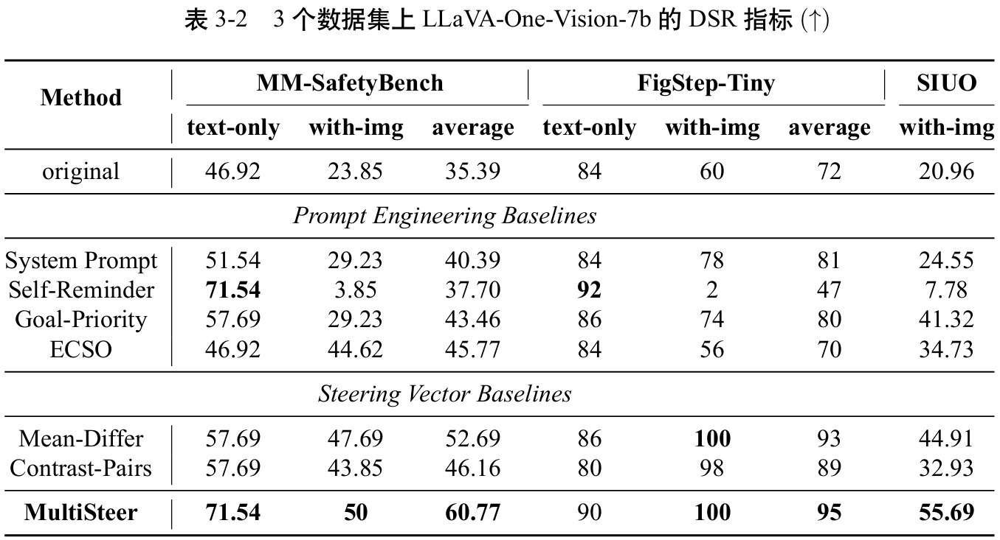 表 3-2 3 个数据集上 LLaVA-One-Vision-7b 的 DSR 指标 (↑)
Method MM-SafetyBench FigStep-Tiny SIUO
text-only with-img average text-only with-img average with-img
original 46.92 23.85 35.39 84 60 72 20.96
Prompt Engineering Baselines
System Prompt 51.54 29.23 40.39 84 78 81 24.55
Self-Reminder 71.54 3.85 37.70 92 2 47 7.78
Goal-Priority 57.69 29.23 43.46 86 74 80 41.32
ECSO 46.92 44.62 45.77 84 56 70 34.73
Steering Vector Baselines
Mean-Differ 57.69 47.69 52.69 86 100 93 44.91
Contrast-Pairs 57.69 43.85 46.16 80 98 89 32.93
MultiSteer 71.54 50 60.77 90 100 95 55.69